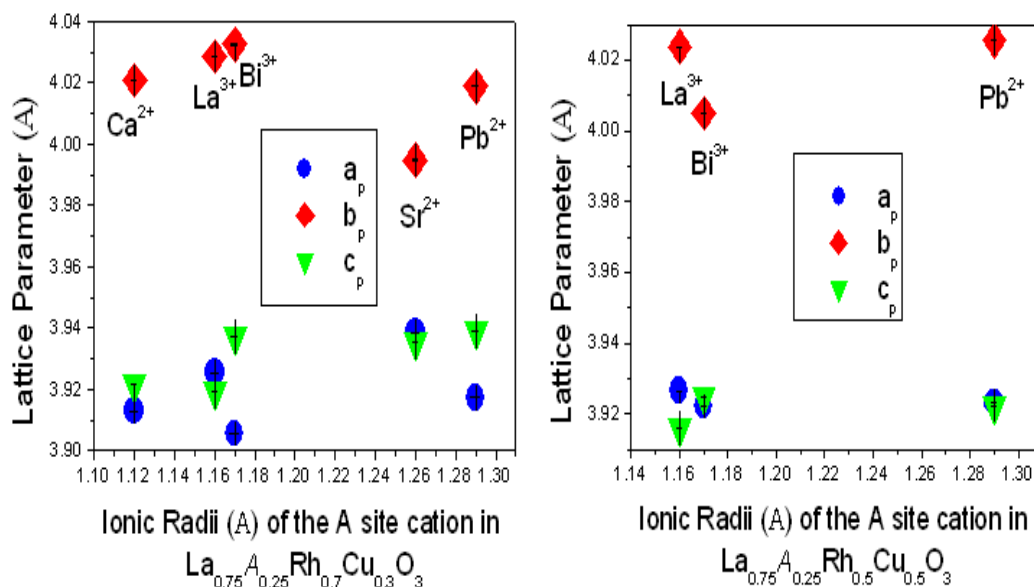 4.04
4.02
4.00
3.98
3.96
3.94
3.92
3.90
1.10 1.12 1.14 1.16 1.18 1.20 1.22 1.24 1.26 1.28 1.30
Lattice Parameter (A)
Ca²⁺
La³⁺
Bi³⁺
Sr²⁺
Pb²⁺
aₚ
bₚ
cₚ
Ionic Radii (A) of the A site cation in
La₀.₇₅A₀.₂₅Rh₀.₇Cu₀.₃O₃
4.02
4.00
3.98
3.96
3.94
3.92
1.14 1.16 1.18 1.20 1.22 1.24 1.26 1.28 1.30
Lattice Parameter (A)
La³⁺
Bi³⁺
Pb²⁺
aₚ
bₚ
cₚ
Ionic Radii (A) of the A site cation in
La₀.₇₅A₀.₂₅Rh₀.₅Cu₀.₅O₃